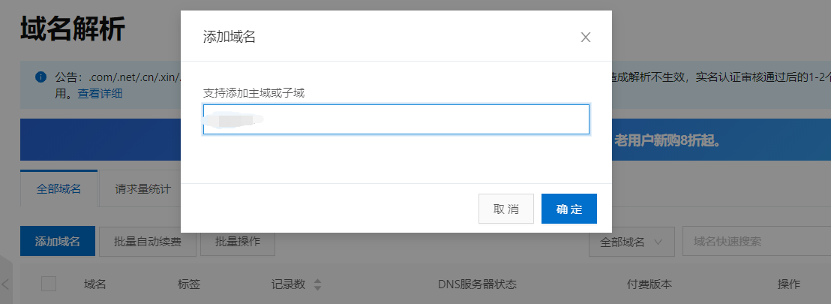 域名解析
添加域名
公告：.com/.net/.cn/.xin/.
造成解析不生效，实名认证审核通过后的1-2个
用。查看详细
支持添加主域或子域
老用户新购8折起。
全部域名 请求量统计
取消 确定
添加域名 批量自动续费 批量操作 全部域名 域名快速搜索
域名 标签 记录数 DNS服务器状态 付费版本 操作